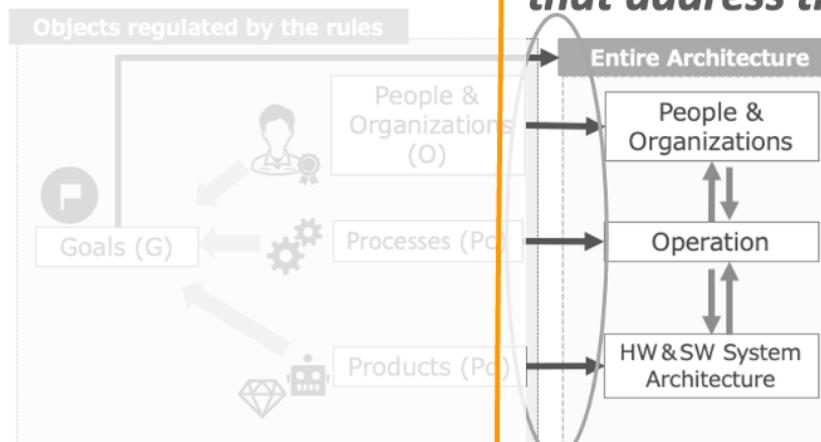 that address t
Objects regulated by the rules
Entire Architecture
People &
Organizations
(O)
People &
Organizations
Goals (G)
Processes (Pc)
Operation
Products (Pd)
HW&SW System
Architecture